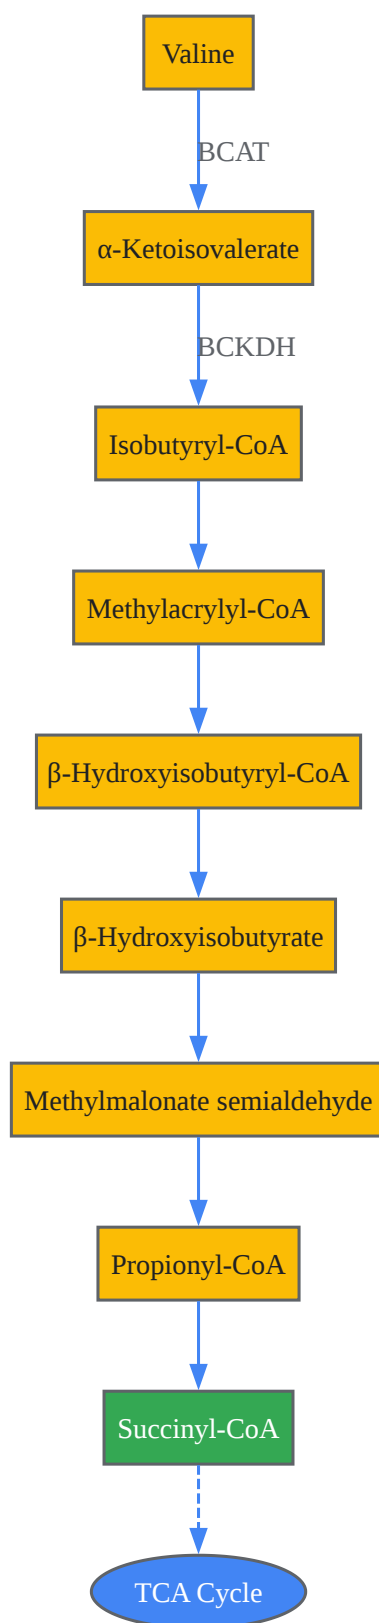 Valine
BCAT
α-Ketoisovalerate
BCKDH
Isobutyryl-CoA
Methylacrylyl-CoA
β-Hydroxyisobutyryl-CoA
β-Hydroxyisobutyrate
Methylmalonate semialdehyde
Propionyl-CoA
Succinyl-CoA
TCA Cycle